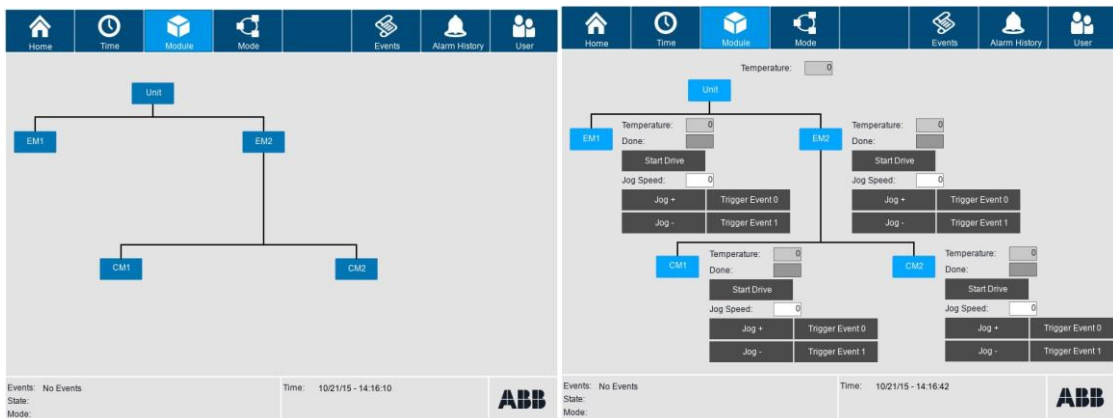 Home Time Module Mode Events Alarm History User
Unit
EM1 EM2
CM1 CM2
Events: No Events Time: 10/21/15 - 14:16:10
State:
Mode:
ABB
Home Time Module Mode Events Alarm History User
Temperature: 0
Unit
EM1 EM2
Temperature: 0
Done:
Start Drive
Jog Speed: 0
Jog + Trigger Event 0
Jog - Trigger Event 1
Temperature: 0
Done:
Start Drive
Jog Speed: 0
Jog + Trigger Event 0
Jog - Trigger Event 1
CM1 CM2
Temperature: 0
Done:
Start Drive
Jog Speed: 0
Jog + Trigger Event 0
Jog - Trigger Event 1
Temperature: 0
Done:
Start Drive
Jog Speed: 0
Jog + Trigger Event 0
Jog - Trigger Event 1
Events: No Events Time: 10/21/15 - 14:16:42
State:
Mode:
ABB